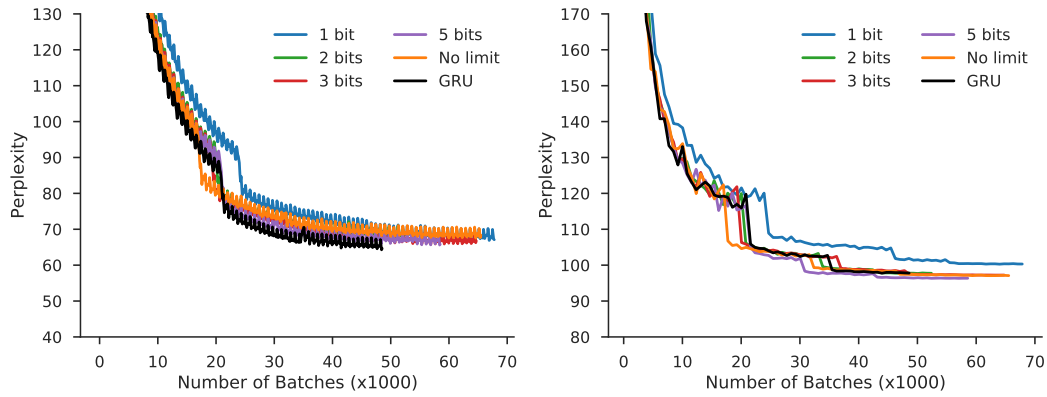 130
120
110
100
90
80
70
60
50
40
Perplexity
1 bit
2 bits
3 bits
5 bits
No limit
GRU
0 10 20 30 40 50 60 70
Number of Batches (x1000)
170
160
150
140
130
120
110
100
90
80
Perplexity
1 bit
2 bits
3 bits
5 bits
No limit
GRU
0 10 20 30 40 50 60 70
Number of Batches (x1000)